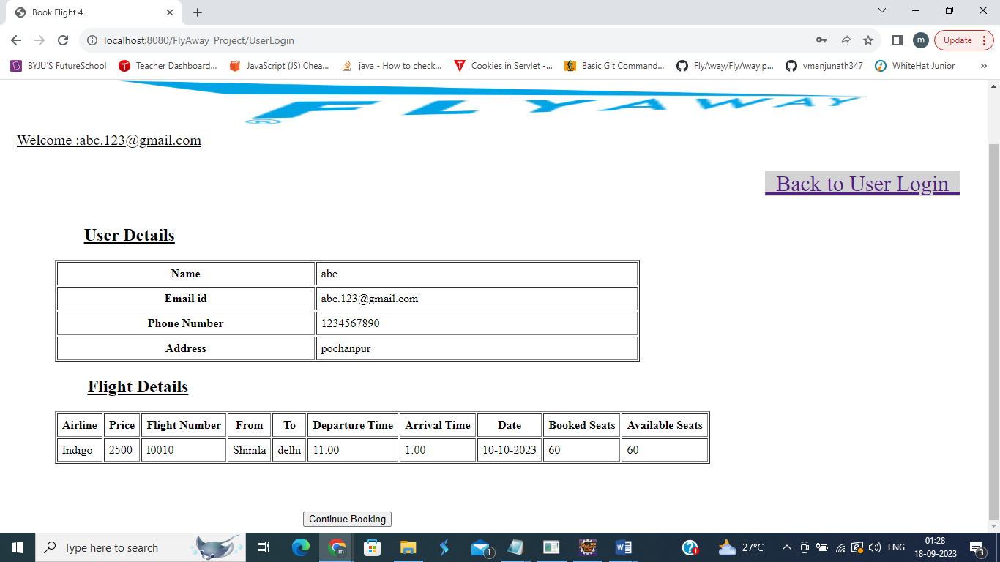 Book Flight 4
localhost:8080/FlyAway_Project/UserLogin
m
Update
BYJU'S FutureSchool
Teacher Dashboard...
JavaScript (JS) Chea...
java - How to check...
Cookies in Servlet -...
Basic Git Command...
FlyAway/FlyAway.p...
vmanjunath347
WhiteHat Junior
»
FLYAWAY
®
Welcome :abc.123@gmail.com
Back to User Login
User Details
Name abc
Email id abc.123@gmail.com
Phone Number 1234567890
Address pochanpur
Flight Details
Airline Price Flight Number From To Departure Time Arrival Time Date Booked Seats Available Seats
Indigo 2500 I0010 Shimla delhi 11:00 1:00 10-10-2023 60 60
Continue Booking
Type here to search
1
27°C
ENG
01:28
18-09-2023
3